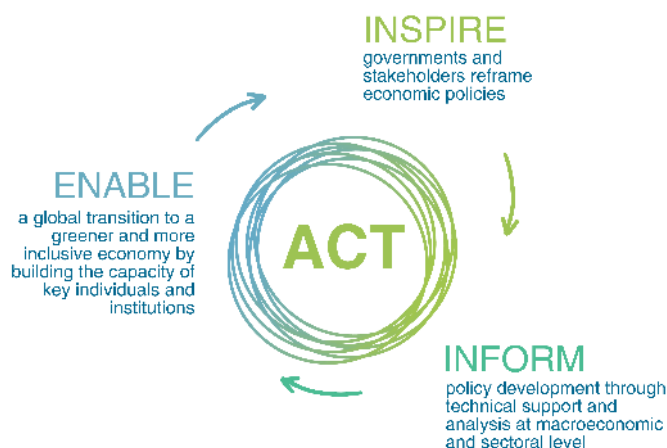 INSPIRE
governments and
stakeholders reframe
economic policies
ENABLE
a global transition to a
greener and more
inclusive economy by
building the capacity of
key individuals and
institutions
ACT
INFORM
policy development through
technical support and
analysis at macroeconomic
and sectoral level